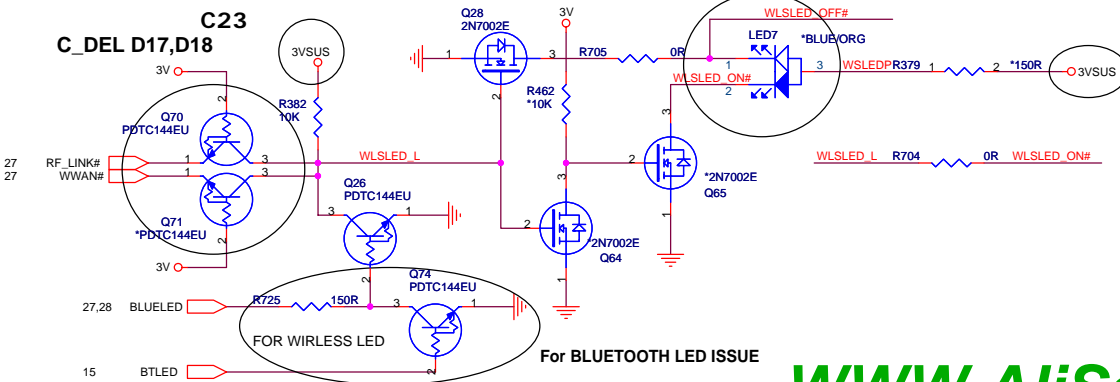 C23
C_DEL D17,D18
Q28
2N7002E
3V
WLSLED_OFF#
LED7
*BLUE/ORG
3VSUS
3V
1
2
3
R705
0R
1
2
3
WLSLED_ON#
WSLEDP
R379
1
2
*150R
3VSUS
R382
10K
R462
*10K
Q70
PDTC144EU
2
1
3
27
RF_LINK#
27
WWAN#
WLSLED_L
1
3
Q71
*PDTC144EU
2
3V
Q26
PDTC144EU
3
1
2
3
2
1
*2N7002E
Q64
3
2
1
*2N7002E
Q65
WLSLED_L
R704
0R
WLSLED_ON#
27,28
BLUELED
R725
150R
Q74
PDTC144EU
3
1
2
FOR WIRLESS LED
For BLUETOOTH LED ISSUE
15
BTLED